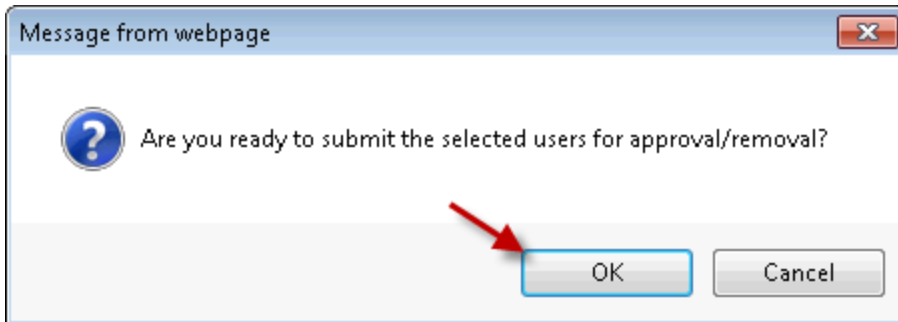 Message from webpage
Are you ready to submit the selected users for approval/removal?
OK
Cancel